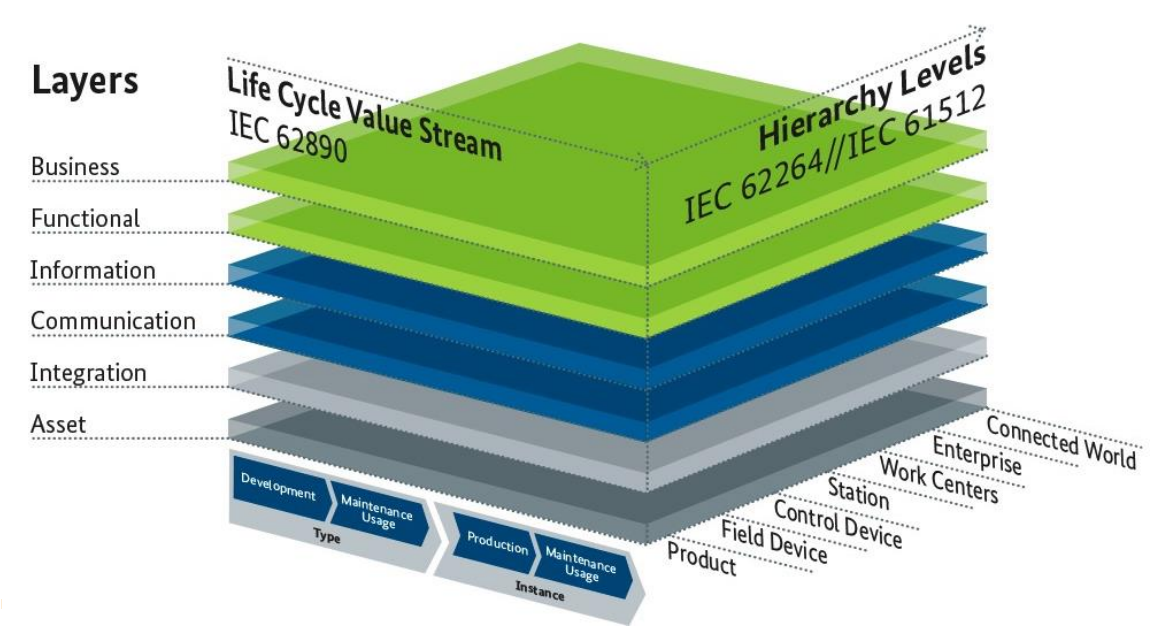 Layers
Life Cycle Value Stream
IEC 62890
Hierarchy Levels
IEC 62264//IEC 61512
Business
Functional
Information
Communication
Integration
Asset
Development
Maintenance
Usage
Type
Production
Maintenance
Usage
Instance
Product
Field Device
Control Device
Station
Work Centers
Enterprise
Connected World